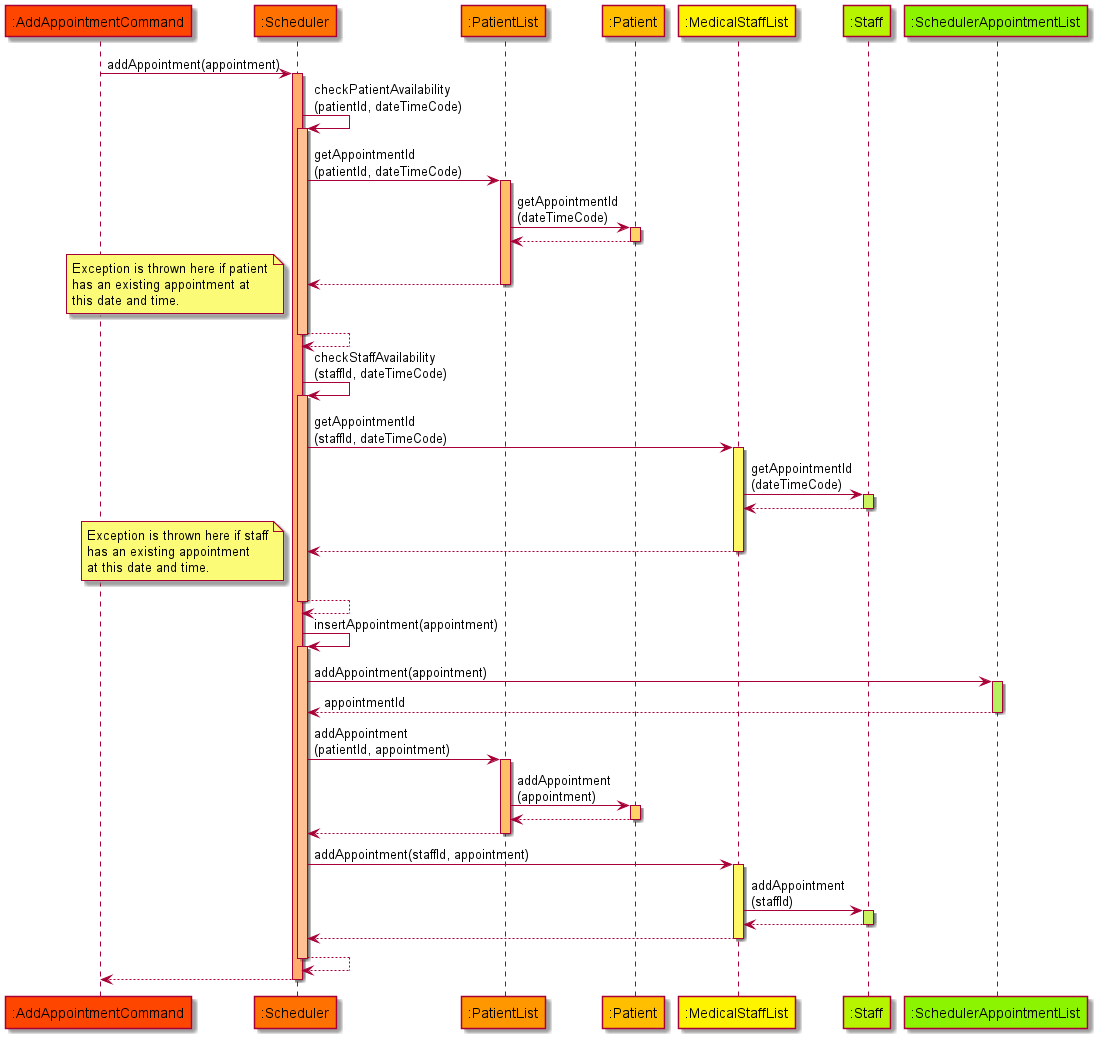 :AddAppointmentCommand
:Scheduler
:PatientList
:Patient
:MedicalStaffList
:Staff
:SchedulerAppointmentList
addAppointment(appointment)
checkPatientAvailability
(patientId, dateTimeCode)
getAppointmentId
(patientId, dateTimeCode)
getAppointmentId
(dateTimeCode)
Exception is thrown here if patient
has an existing appointment at
this date and time.
checkStaffAvailability
(staffId, dateTimeCode)
getAppointmentId
(staffId, dateTimeCode)
getAppointmentId
(dateTimeCode)
Exception is thrown here if staff
has an existing appointment
at this date and time.
insertAppointment(appointment)
addAppointment(appointment)
appointmentId
addAppointment
(patientId, appointment)
addAppointment
(appointment)
addAppointment(staffId, appointment)
addAppointment
(staffId)
:AddAppointmentCommand
:Scheduler
:PatientList
:Patient
:MedicalStaffList
:Staff
:SchedulerAppointmentList